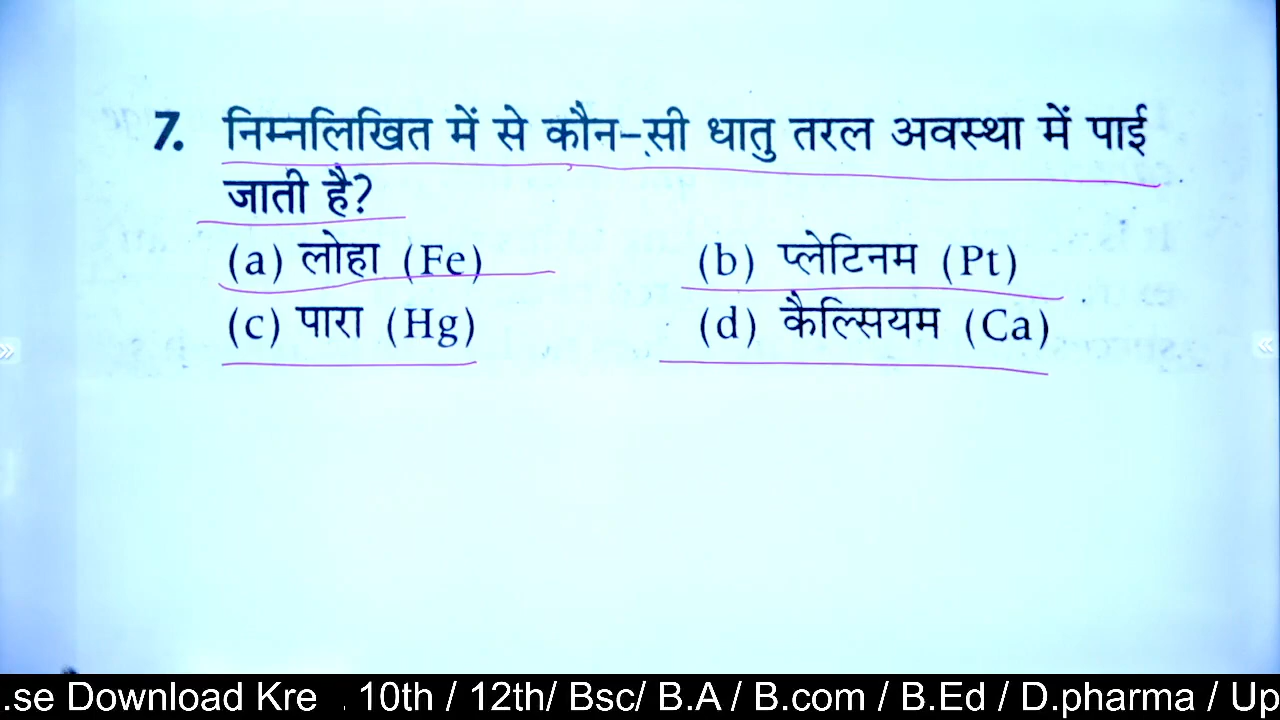 7. निम्नलिखित में से कौन-सी धातु तरल अवस्था में पाई
जाती है?
(a) लोहा (Fe) (b) प्लेटिनम (Pt)
(c) पारा (Hg) (d) कैल्सियम (Ca)
.se Download Kre . 10th / 12th/ Bsc/ B.A / B.com / B.Ed / D.pharma / Up